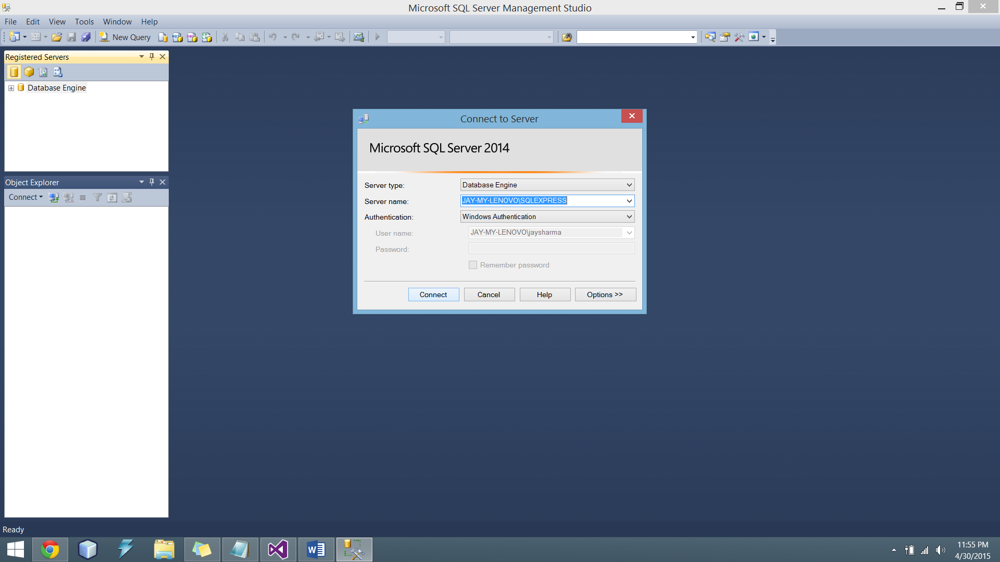 Microsoft SQL Server Management Studio
File Edit View Tools Window Help
New Query
Registered Servers
Database Engine
Connect to Server
Microsoft SQL Server 2014
Server type: Database Engine
Server name: JAY-MY-LENOVO\SQLEXPRESS
Authentication: Windows Authentication
User name: JAY-MY-LENOVO\jaysharma
Password:
Remember password
Connect Cancel Help Options >>
Object Explorer
Connect
Ready
11:55 PM
4/30/2015